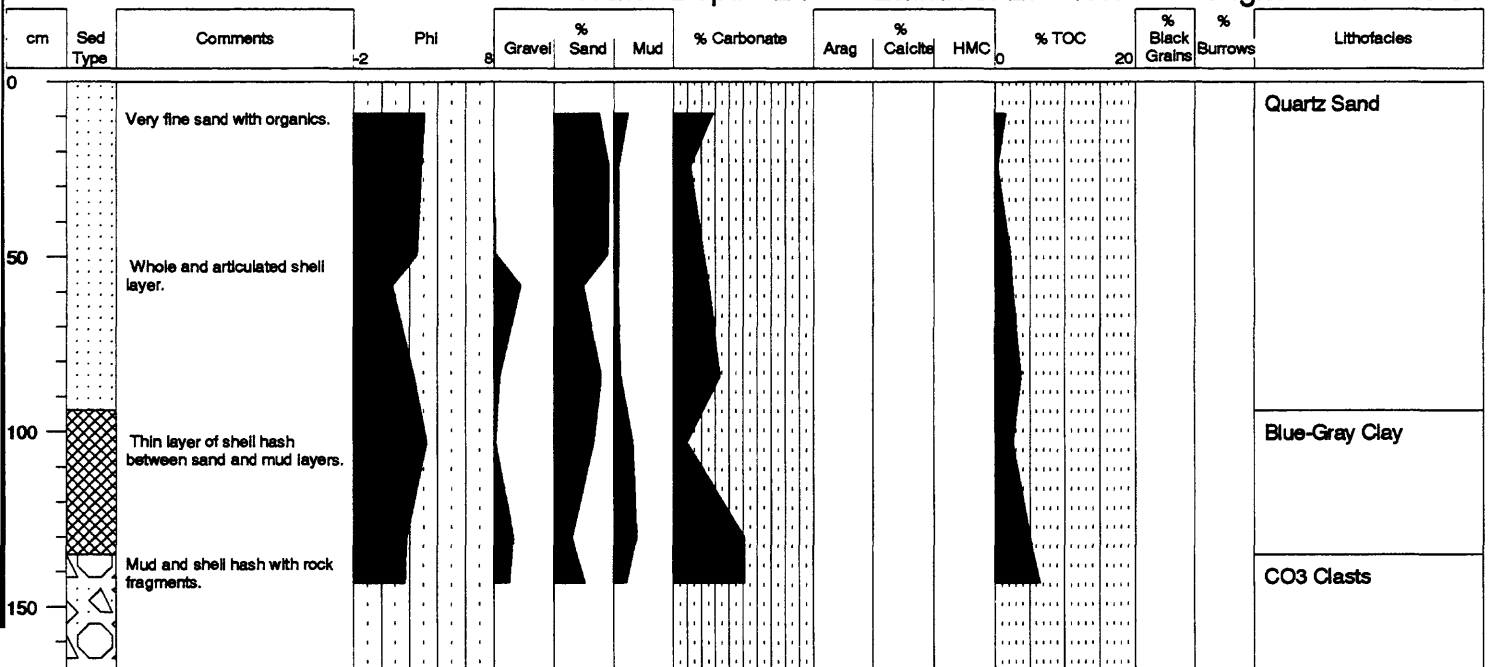 cm
Sed
Type
Comments
Phi
-2 8
Gravel
%
Sand
Mud
% Carbonate
Arag
%
Calcite
HMC
% TOC
0 20
%
Black
Grains
%
Burrows
Lithofacies
0
Very fine sand with organics.
Quartz Sand
50
Whole and articulated shell
layer.
100
Thin layer of shell hash
between sand and mud layers.
Blue-Gray Clay
Mud and shell hash with rock
fragments.
CO3 Clasts
150